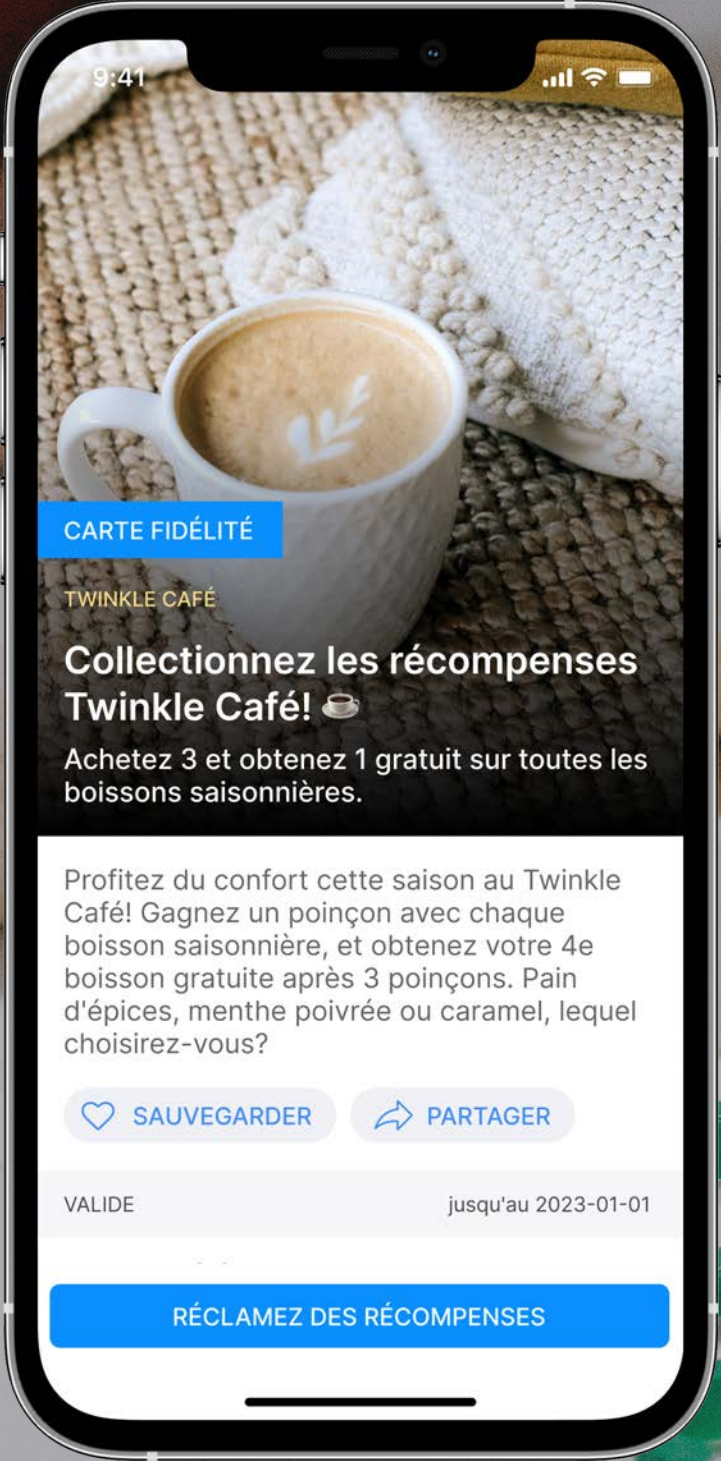 9:41
CARTE FIDÉLITÉ
TWINKLE CAFÉ
Collectionnez les récompenses
Twinkle Café! ☕
Achetez 3 et obtenez 1 gratuit sur toutes les
boissons saisonnières.
Profitez du confort cette saison au Twinkle
Café! Gagnez un poinçon avec chaque
boisson saisonnière, et obtenez votre 4e
boisson gratuite après 3 poinçons. Pain
d'épices, menthe poivrée ou caramel, lequel
choisirez-vous?
SAUVEGARDER
PARTAGER
VALIDE jusqu'au 2023-01-01
RÉCLAMEZ DES RÉCOMPENSES